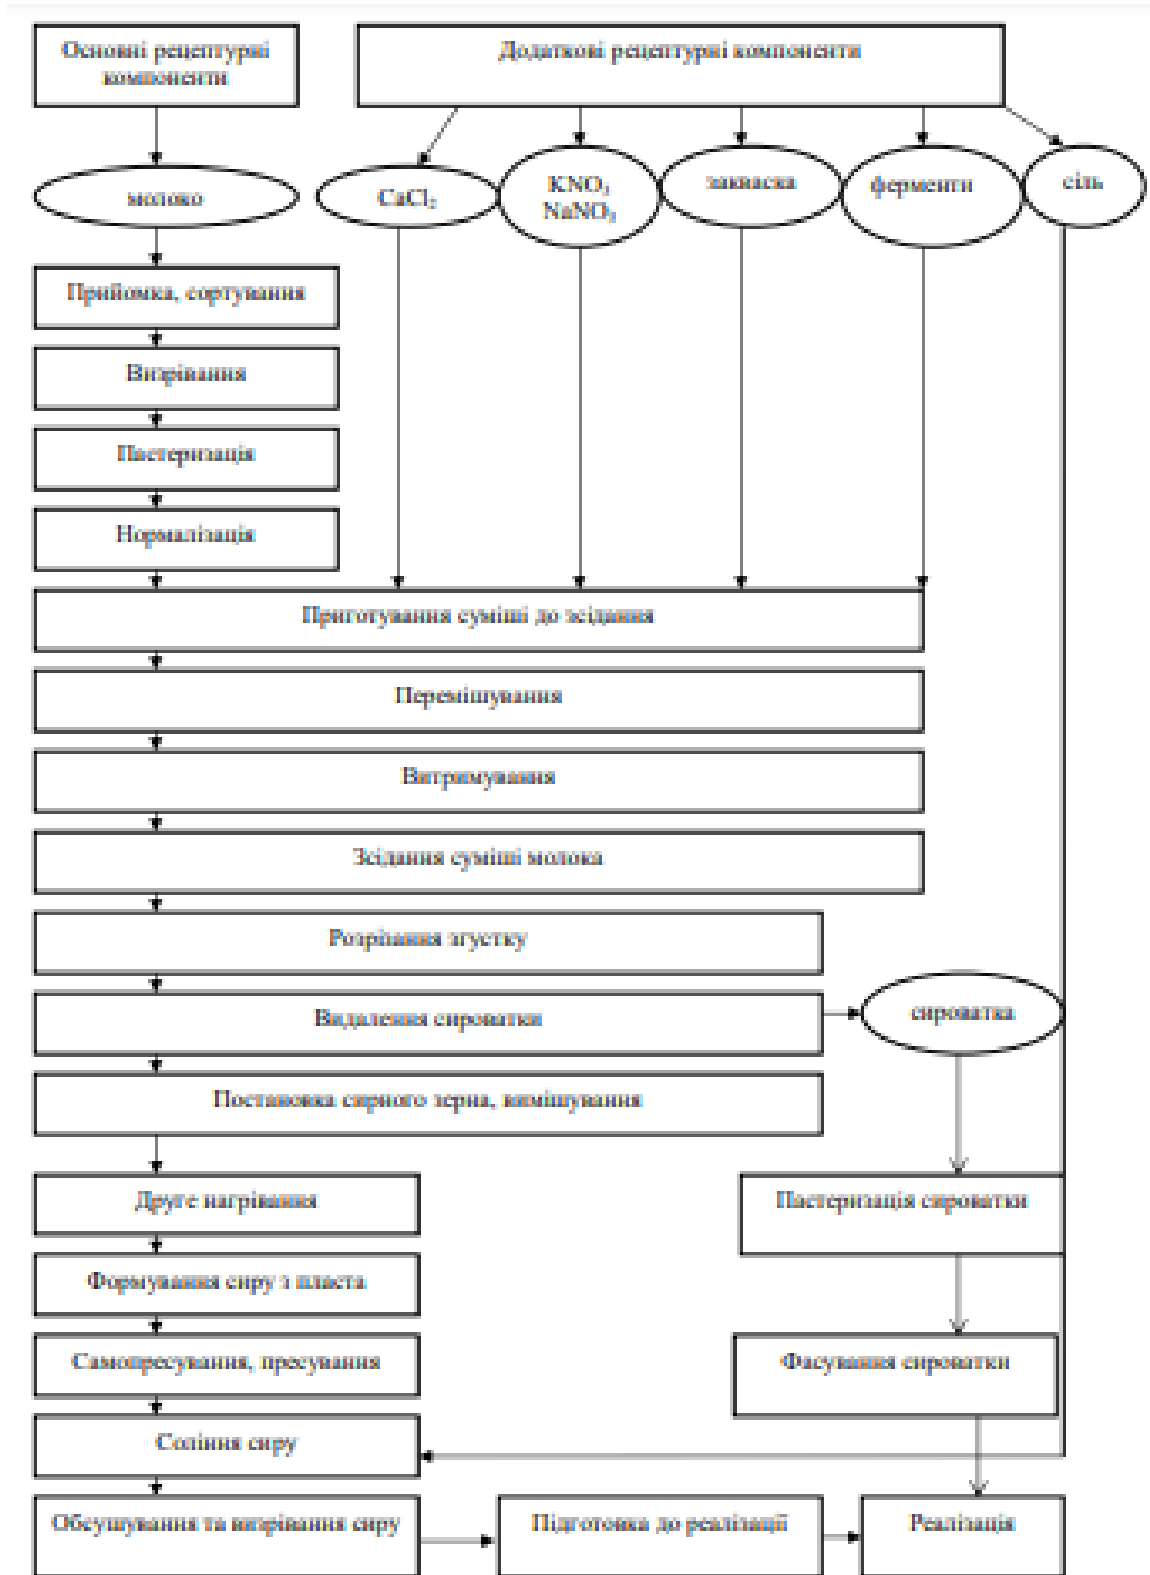 Основні рецептурні
компоненти
Додаткові рецептурні компоненти
молоко
CaCl₂
KNO₃
NaNO₃
закваска
ферменти
сіль
Прийомка, сортування
Визрівання
Пастеризація
Нормалізація
Приготування суміші до зсідання
Перемішування
Витримування
Зсідання суміші молока
Розрізання згустку
Видалення сироватки
сироватка
Постановка сирного зерна, вимішування
Друге нагрівання
Пастеризація сироватки
Формування сиру з пласта
Самопресування, пресування
Фасування сироватки
Соління сиру
Обсушування та визрівання сиру
Підготовка до реалізації
Реалізація